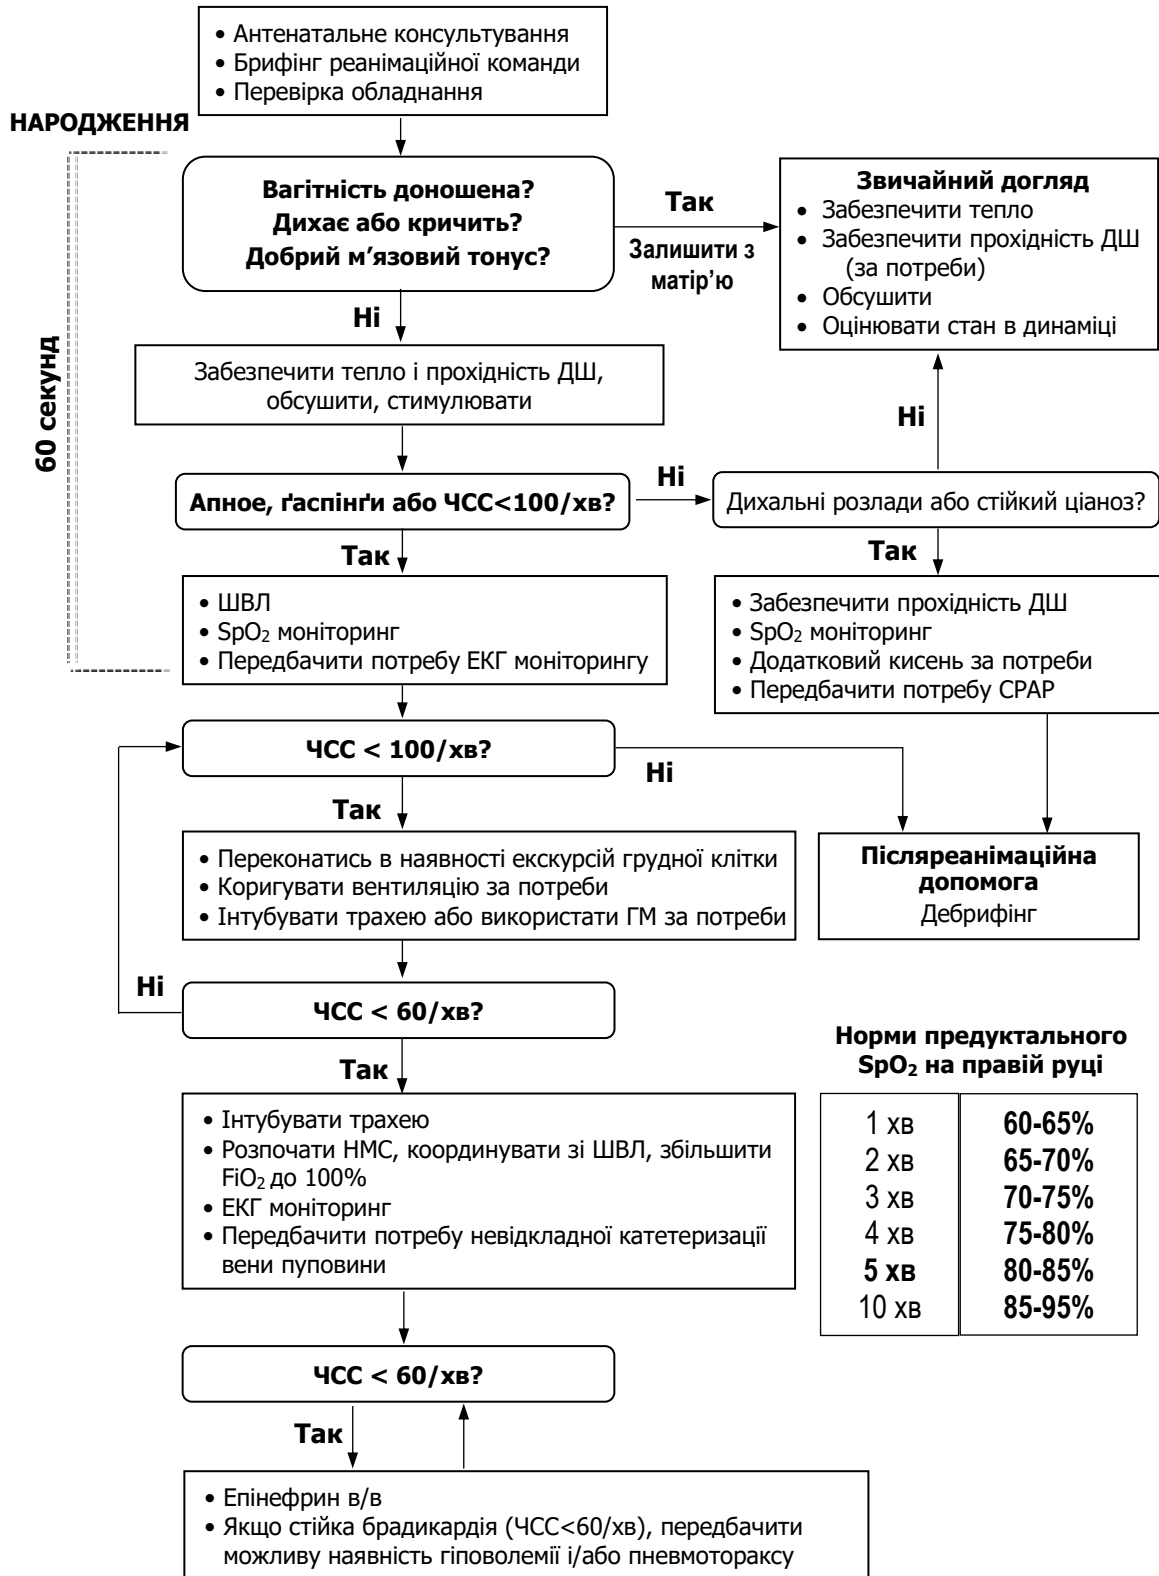 • Антенатальне консультування
• Брифінг реанімаційної команди
• Перевірка обладнання
НАРОДЖЕННЯ
60 секунд
Вагітність доношена?
Дихає або кричить?
Добрий м’язовий тонус?
Так
Залишити з
матір’ю
Звичайний догляд
• Забезпечити тепло
• Забезпечити прохідність ДШ
(за потреби)
• Обсушити
• Оцінювати стан в динаміці
Ні
Забезпечити тепло і прохідність ДШ,
обсушити, стимулювати
Ні
Апное, ґаспінґи або ЧСС<100/хв?
Ні
Дихальні розлади або стійкий ціаноз?
Так
Так
• ШВЛ
• SpO₂ моніторинг
• Передбачити потребу ЕКГ моніторингу
• Забезпечити прохідність ДШ
• SpO₂ моніторинг
• Додатковий кисень за потреби
• Передбачити потребу СРАР
ЧСС < 100/хв?
Ні
Так
• Переконатись в наявності екскурсій грудної клітки
• Коригувати вентиляцію за потреби
• Інтубувати трахею або використати ГМ за потреби
Післяреанімаційна
допомога
Дебрифінг
Ні
ЧСС < 60/хв?
Так
• Інтубувати трахею
• Розпочати НМС, координувати зі ШВЛ, збільшити
FiO₂ до 100%
• ЕКГ моніторинг
• Передбачити потребу невідкладної катетеризації
вени пуповини
Норми предуктального
SpO₂ на правій руці
1 хв 60-65%
2 хв 65-70%
3 хв 70-75%
4 хв 75-80%
5 хв 80-85%
10 хв 85-95%
ЧСС < 60/хв?
Так
• Епінефрин в/в
• Якщо стійка брадикардія (ЧСС<60/хв), передбачити
можливу наявність гіповолемії і/або пневмотораксу